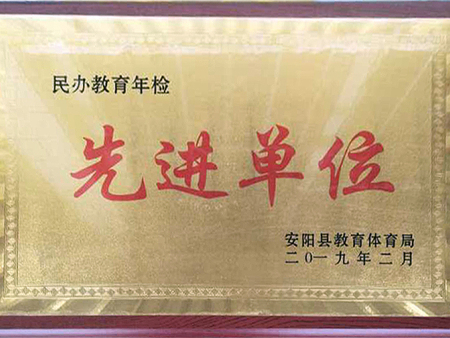 民办教育年检
先进单位
安阳县教育体育局
二〇一九年二月